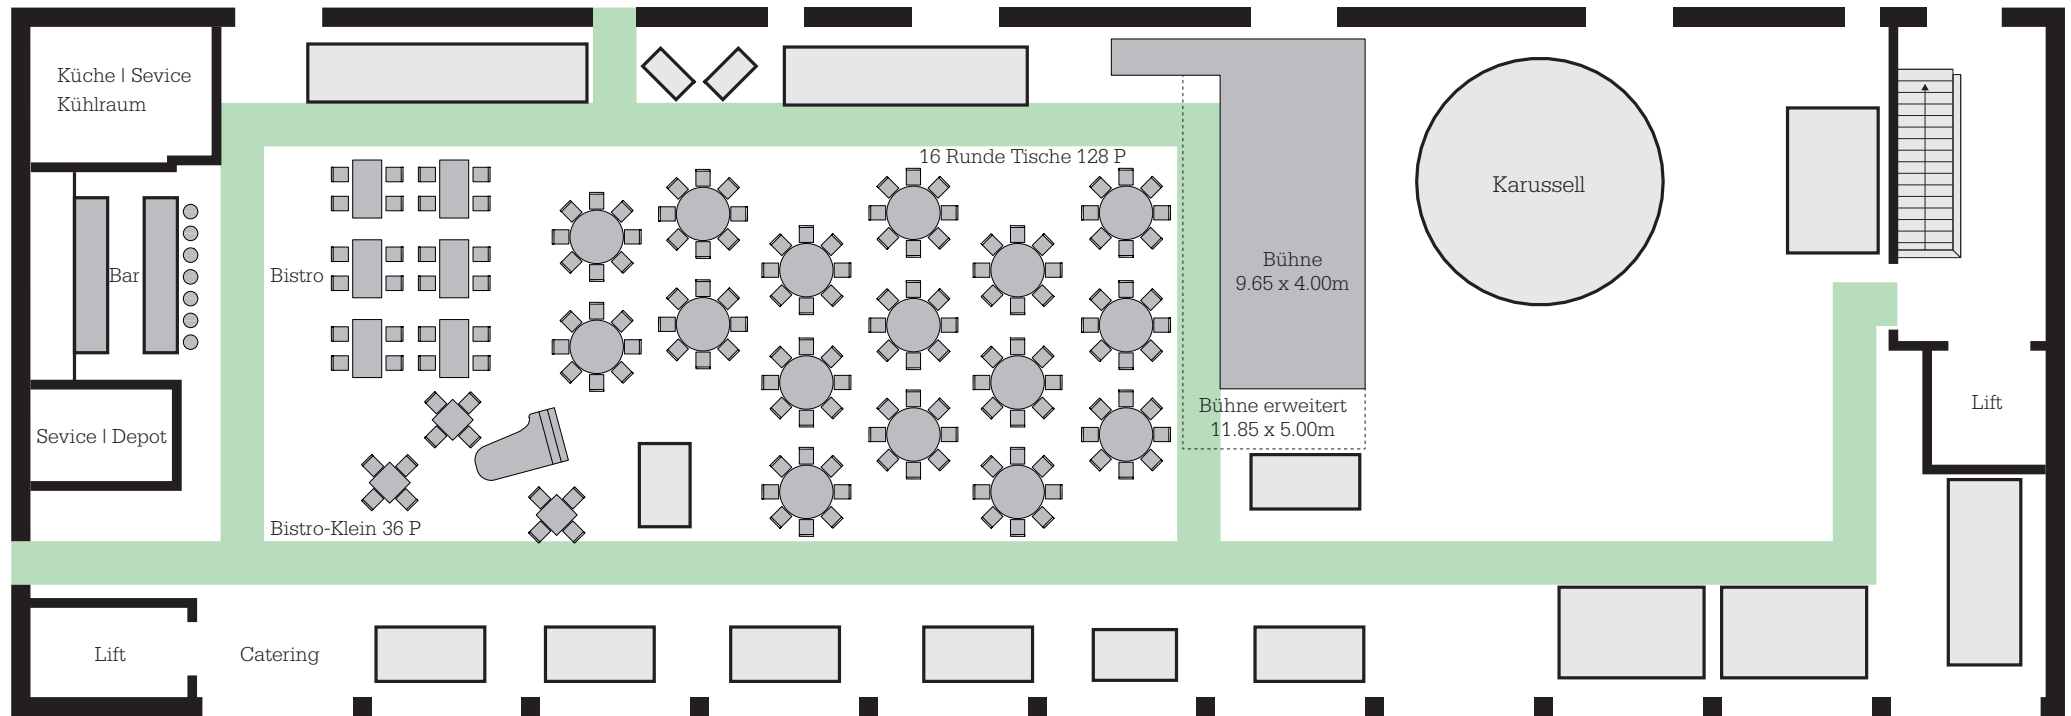 Küche | Sevice
Kühlraum
16 Runde Tische 128 P
Karussell
Bar
Bistro
Bühne
9.65 x 4.00m
Bühne erweitert
11.85 x 5.00m
Lift
Sevice | Depot
Bistro-Klein 36 P
Lift
Catering